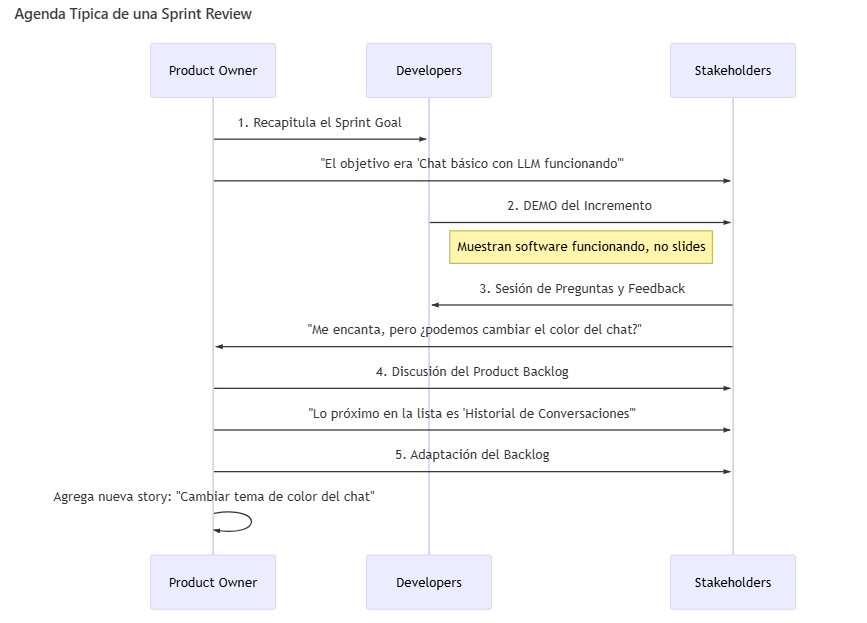 Agenda Típica de una Sprint Review
Product Owner
Developers
Stakeholders
1. Recapitula el Sprint Goal
"El objetivo era 'Chat básico con LLM funcionando'"
2. DEMO del Incremento
Muestran software funcionando, no slides
3. Sesión de Preguntas y Feedback
"Me encanta, pero ¿podemos cambiar el color del chat?"
4. Discusión del Product Backlog
"Lo próximo en la lista es 'Historial de Conversaciones'"
5. Adaptación del Backlog
Agrega nueva story: "Cambiar tema de color del chat"
Product Owner
Developers
Stakeholders